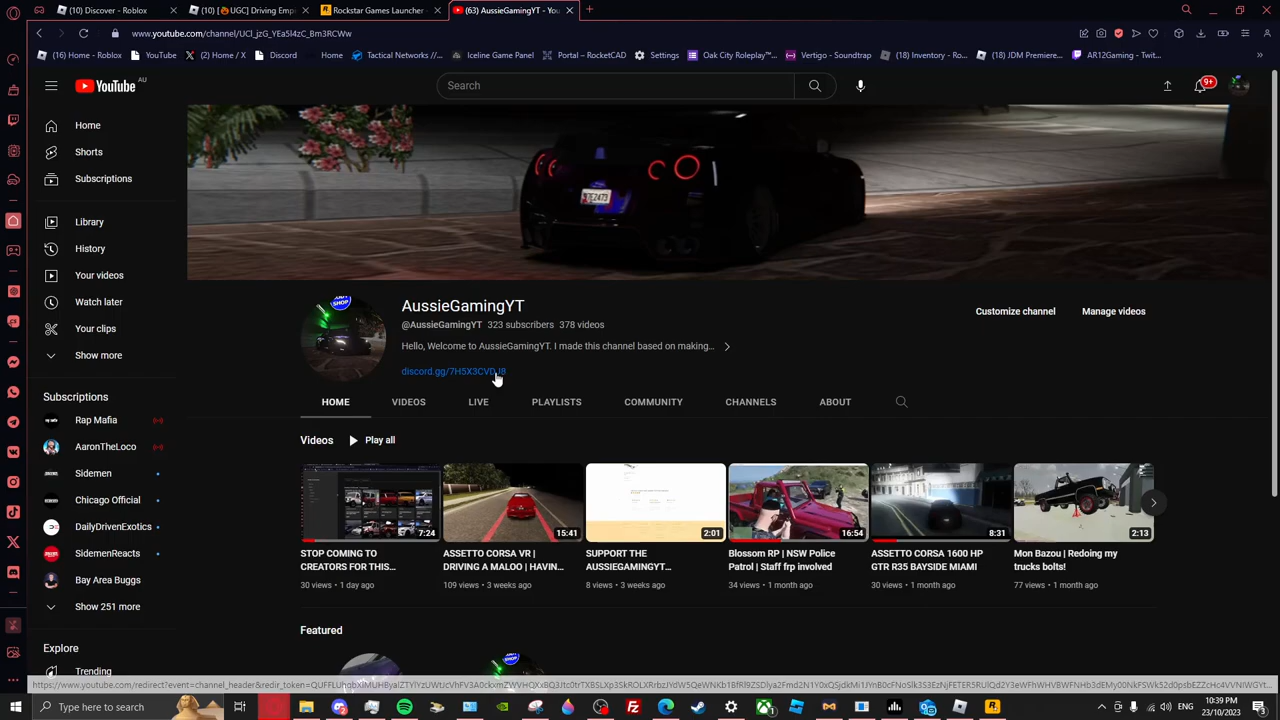 (10) Discover - Roblox
(10) [🔥UGC] Driving Emp
Rockstar Games Launcher -
(63) AussieGamingYT - You
www.youtube.com/channel/UCl_jzG_YEa5l4zC_Bm3RCWw
(16) Home - Roblox
YouTube
(2) Home / X
Discord
Tactical Networks //...
Iceline Game Panel
Portal – RocketCAD
Settings
Oak City Roleplay™...
Vertigo - Soundtrap
(18) Inventory - Ro...
(18) JDM Premiere...
AR12Gaming - Twit...
YouTube
AU
Search
9+
Home
Shorts
Subscriptions
Library
History
Your videos
Watch later
Your clips
Show more
Subscriptions
Rap Mafia
AaronTheLoco
Sidemen
Chicago Official
DailyDrivenExotics
SidemenReacts
Bay Area Buggs
Show 251 more
Explore
Trending
SHOP
AussieGamingYT
@AussieGamingYT 323 subscribers 378 videos
Hello, Welcome to AussieGamingYT. I made this channel based on making...
discord.gg/7H5X3CVDJ8
Customize channel
Manage videos
HOME
VIDEOS
LIVE
PLAYLISTS
COMMUNITY
CHANNELS
ABOUT
Videos
Play all
7:24
15:41
2:01
16:54
8:31
2:13
STOP COMING TO
CREATORS FOR THIS...
30 views • 1 day ago
ASSETTO CORSA VR |
DRIVING A MALOO | HAVIN...
109 views • 3 weeks ago
SUPPORT THE
AUSSIEGAMINGYT...
8 views • 3 weeks ago
Blossom RP | NSW Police
Patrol | Staff frp involved
34 views • 1 month ago
ASSETTO CORSA 1600 HP
GTR R35 BAYSIDE MIAMI
30 views • 1 month ago
Mon Bazou | Redoing my
trucks bolts!
77 views • 1 month ago
Featured
Type here to search
ENG
10:39 PM
23/10/2023